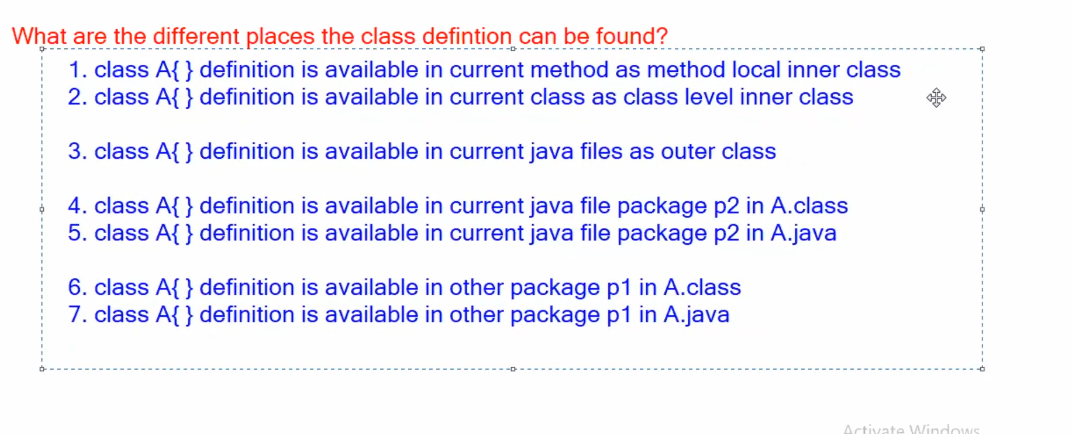 What are the different places the class defintion can be found?
1. class A{ } definition is available in current method as method local inner class
2. class A{ } definition is available in current class as class level inner class
3. class A{ } definition is available in current java files as outer class
4. class A{ } definition is available in current java file package p2 in A.class
5. class A{ } definition is available in current java file package p2 in A.java
6. class A{ } definition is available in other package p1 in A.class
7. class A{ } definition is available in other package p1 in A.java
Activate Windows